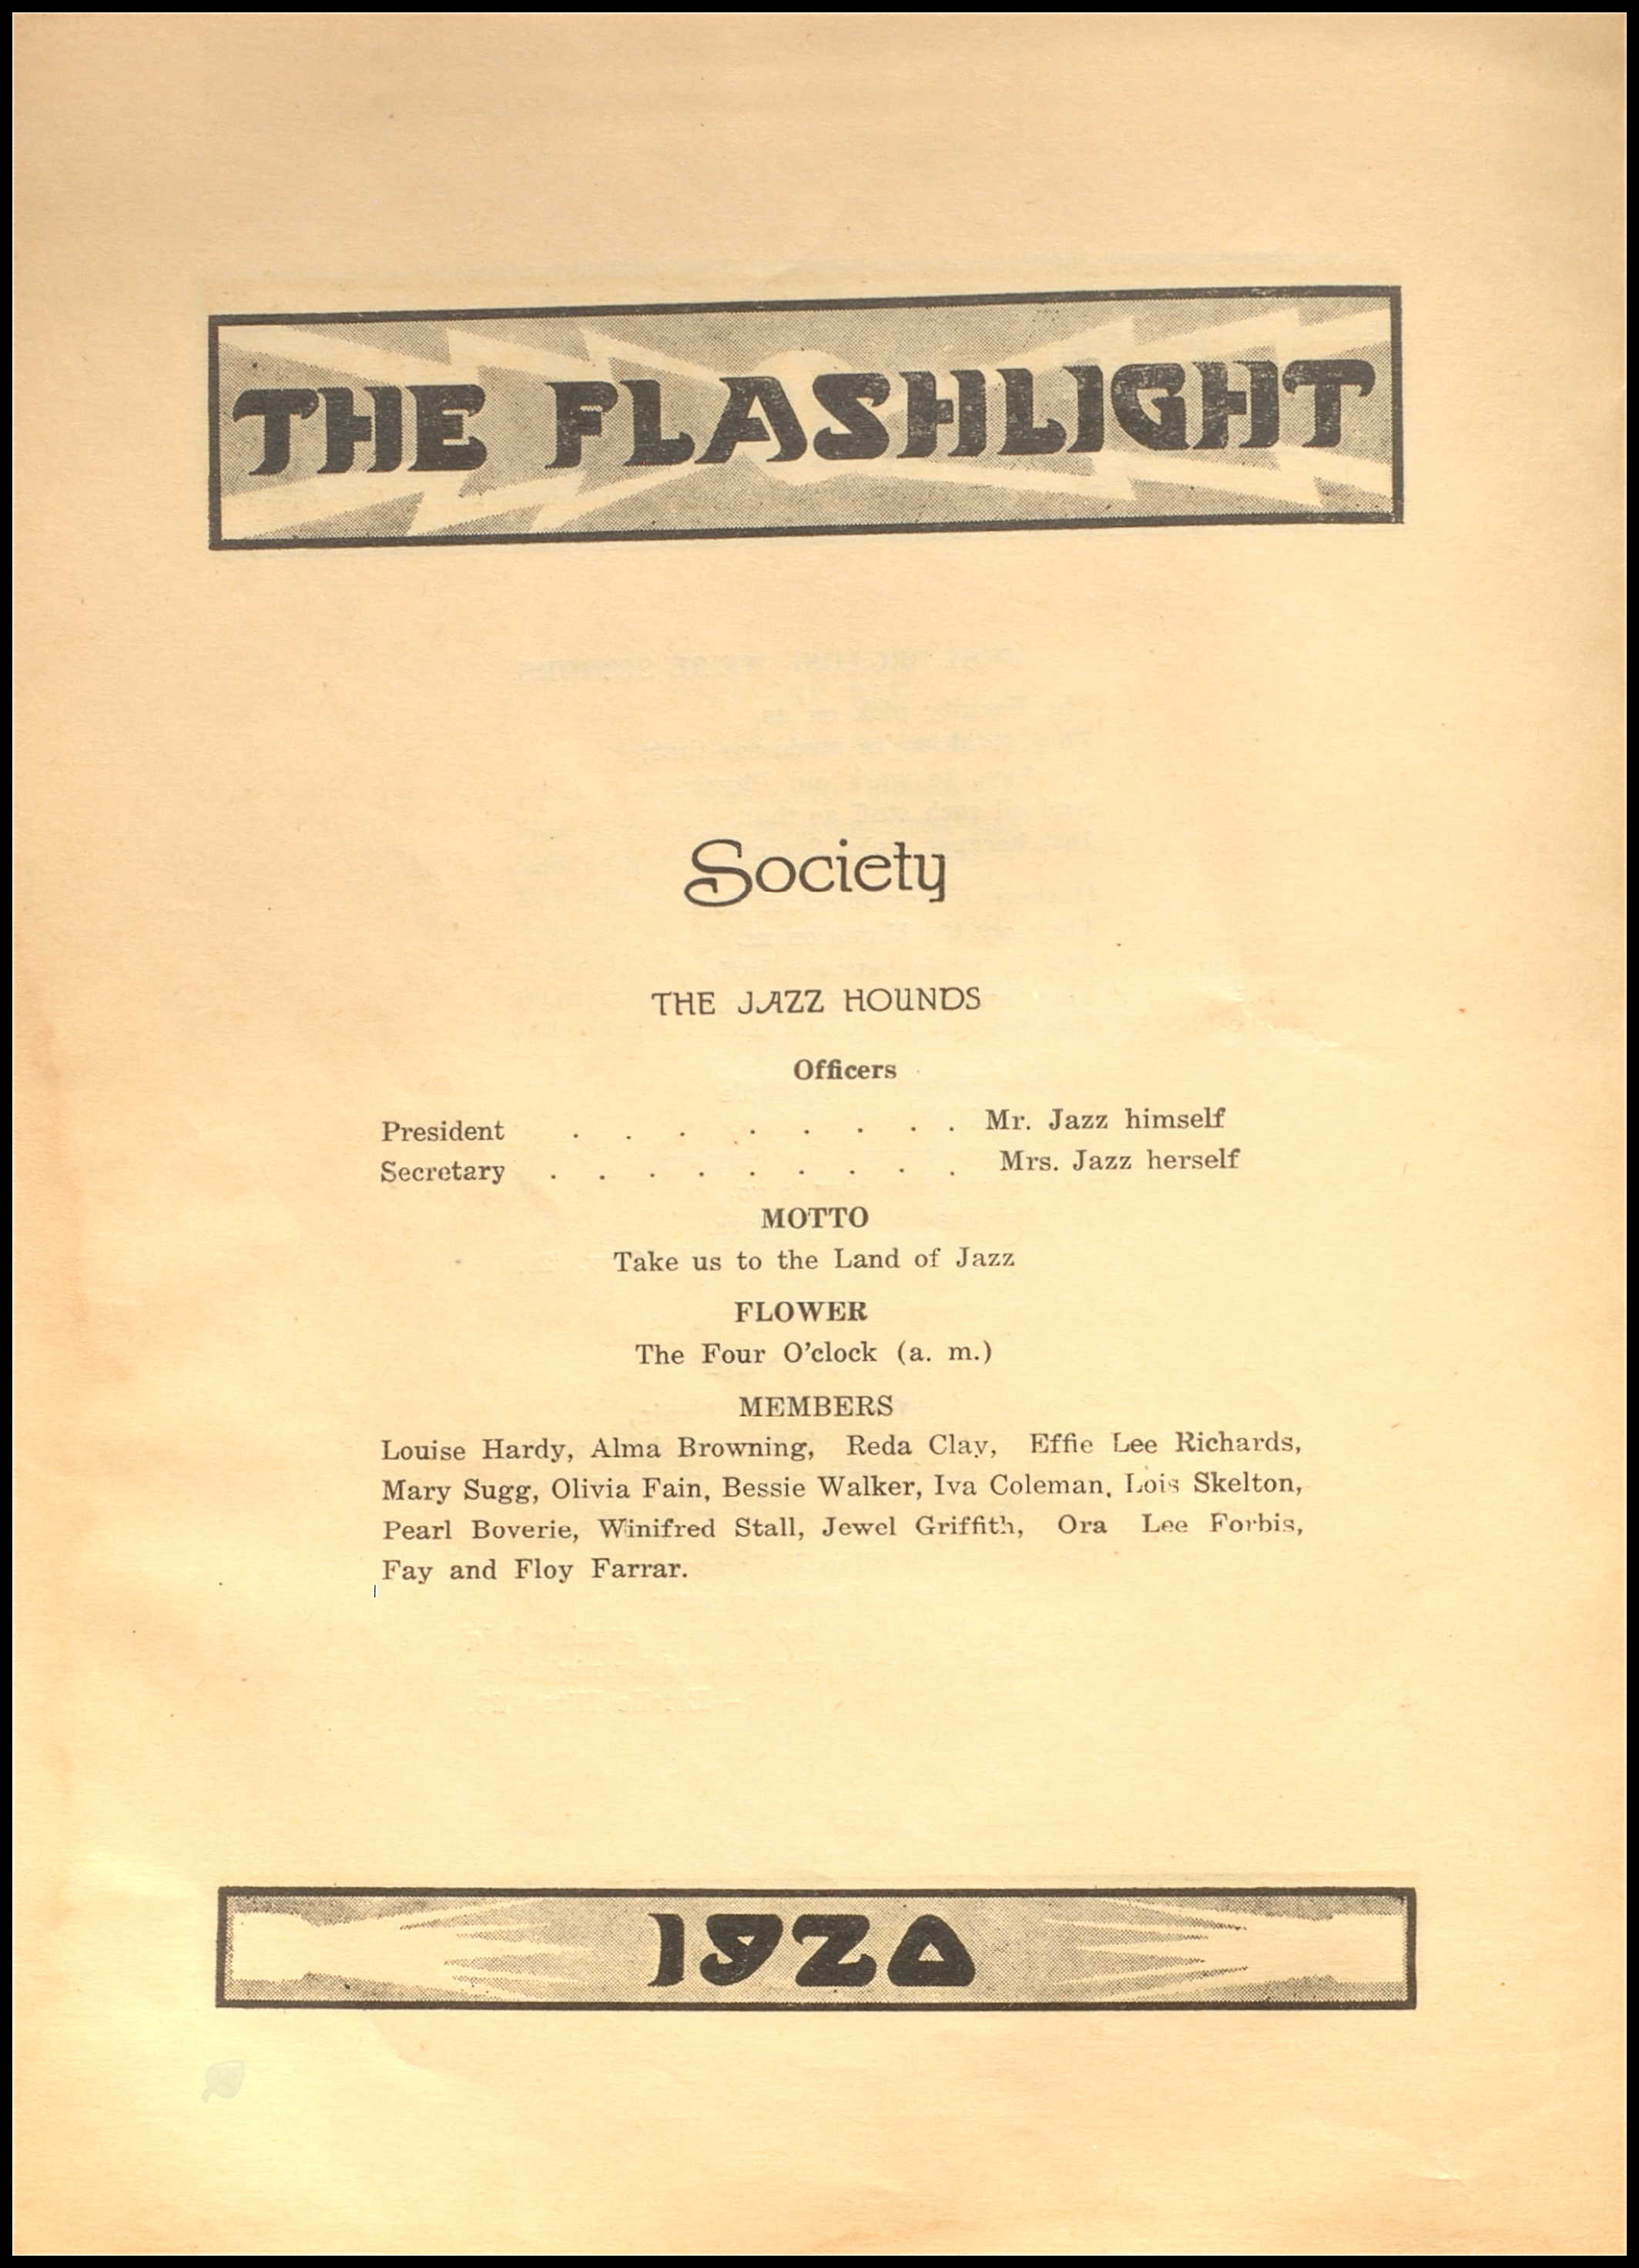 THE FLASHLIGHT
Society
THE JAZZ HOUNDS
Officers
President . . . . . . . . Mr. Jazz himself
Secretary . . . . . . . . . Mrs. Jazz herself
MOTTO
Take us to the Land of Jazz
FLOWER
The Four O'clock (a. m.)
MEMBERS
Louise Hardy, Alma Browning, Reda Clay, Effie Lee Richards,
Mary Sugg, Olivia Fain, Bessie Walker, Iva Coleman, Lois Skelton,
Pearl Boverie, Winifred Stall, Jewel Griffith, Ora Lee Forbis,
Fay and Floy Farrar.
1920